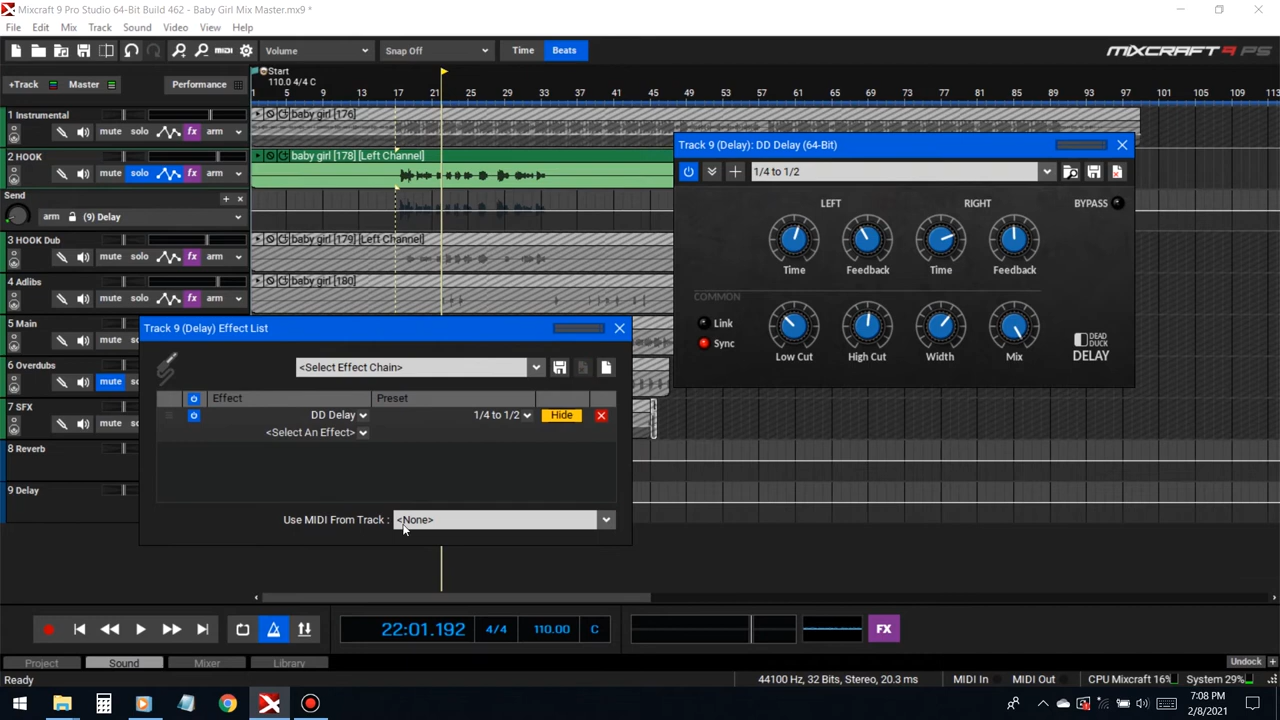 Mixcraft 9 Pro Studio 64-Bit Build 462 - Baby Girl Mix Master.mx9 *
File Edit Mix Track Sound Video View Help
Volume Snap Off Time Beats MIXCRAFT 9 PS
+Track Master Performance
Start
110.0 4/4 C
1 5 9 13 17 21 25 29 33 37 41 45 49 53 57 61 65 69 73 77 81 85 89 93 97 101 105 109 113
1 Instrumental
baby girl [176]
mute solo fx arm
2 HOOK
baby girl [178] [Left Channel]
mute solo fx arm
Send
arm (9) Delay
3 HOOK Dub
baby girl [179] [Left Channel]
mute solo fx arm
4 Adlibs
baby girl [180]
mute solo fx arm
5 Main
mute
6 Overdubs
mute
7 SFX
mute
8 Reverb
9 Delay
Track 9 (Delay): DD Delay (64-Bit)
1/4 to 1/2
LEFT RIGHT BYPASS
Time Feedback Time Feedback
COMMON
Link
Sync
Low Cut High Cut Width Mix
DEAD DUCK
DELAY
Track 9 (Delay) Effect List
<Select Effect Chain>
Effect Preset
DD Delay 1/4 to 1/2 Hide
<Select An Effect>
Use MIDI From Track : <None>
22:01.192 4/4 110.00 C FX
Project Sound Mixer Library Undock
Ready 44100 Hz, 32 Bits, Stereo, 20.3 ms MIDI In MIDI Out CPU Mixcraft 16% System 29%
7:08 PM
2/8/2021